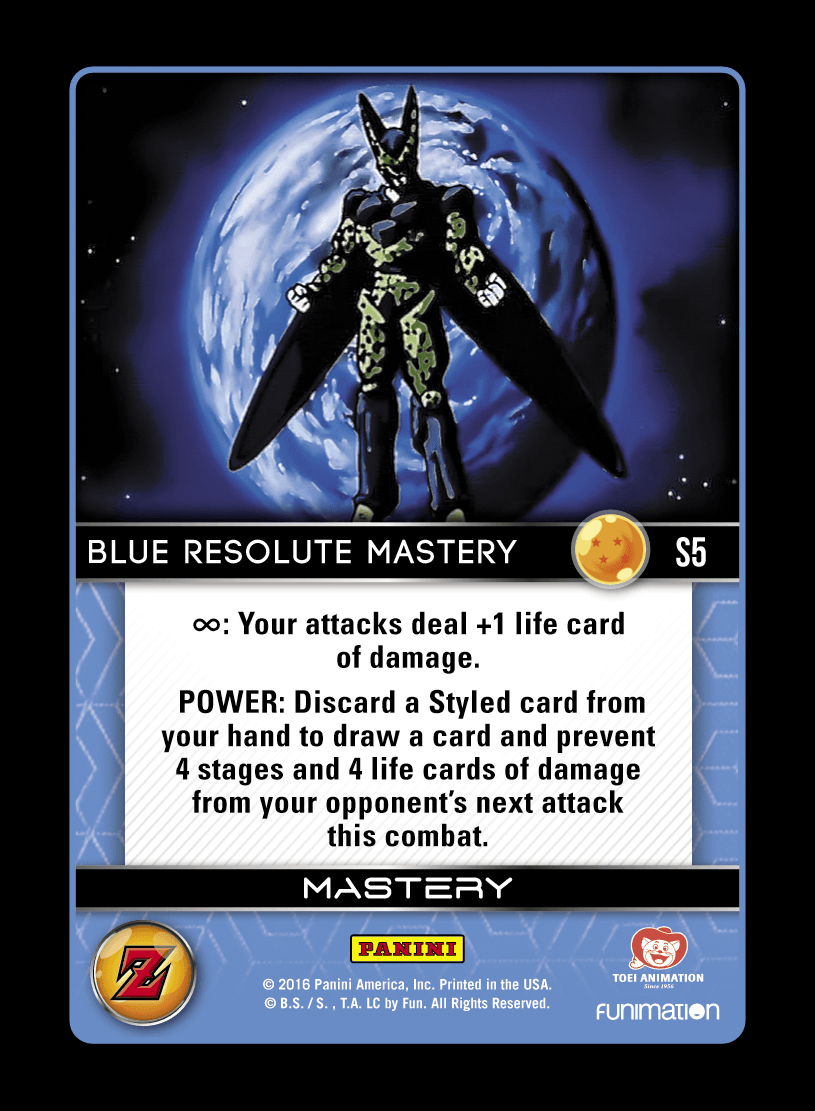 BLUE RESOLUTE MASTERY
S5
∞: Your attacks deal +1 life card
of damage.
POWER: Discard a Styled card from
your hand to draw a card and prevent
4 stages and 4 life cards of damage
from your opponent's next attack
this combat.
MASTERY
Z
PANINI
© 2016 Panini America, Inc. Printed in the USA.
© B.S. / S. , T.A. LC by Fun. All Rights Reserved.
TOEI ANIMATION
Since 1956
FUNIMATION